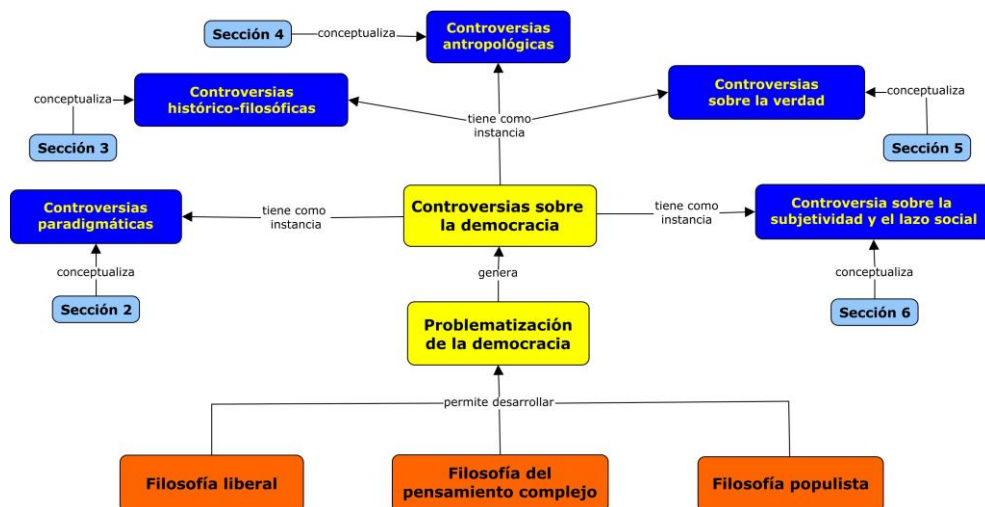 Sección 4
conceptualiza
Controversias
antropológicas
conceptualiza
Controversias
histórico-filosóficas
Controversias
sobre la verdad
conceptualiza
tiene como
instancia
Sección 3
Sección 5
Controversias
paradigmáticas
tiene como
instancia
Controversias sobre
la democracia
tiene como
instancia
Controversia sobre la
subjetividad y el lazo social
conceptualiza
genera
conceptualiza
Sección 2
Sección 6
Problematización
de la democracia
permite desarrollar
Filosofía liberal
Filosofía del
pensamiento complejo
Filosofía populista